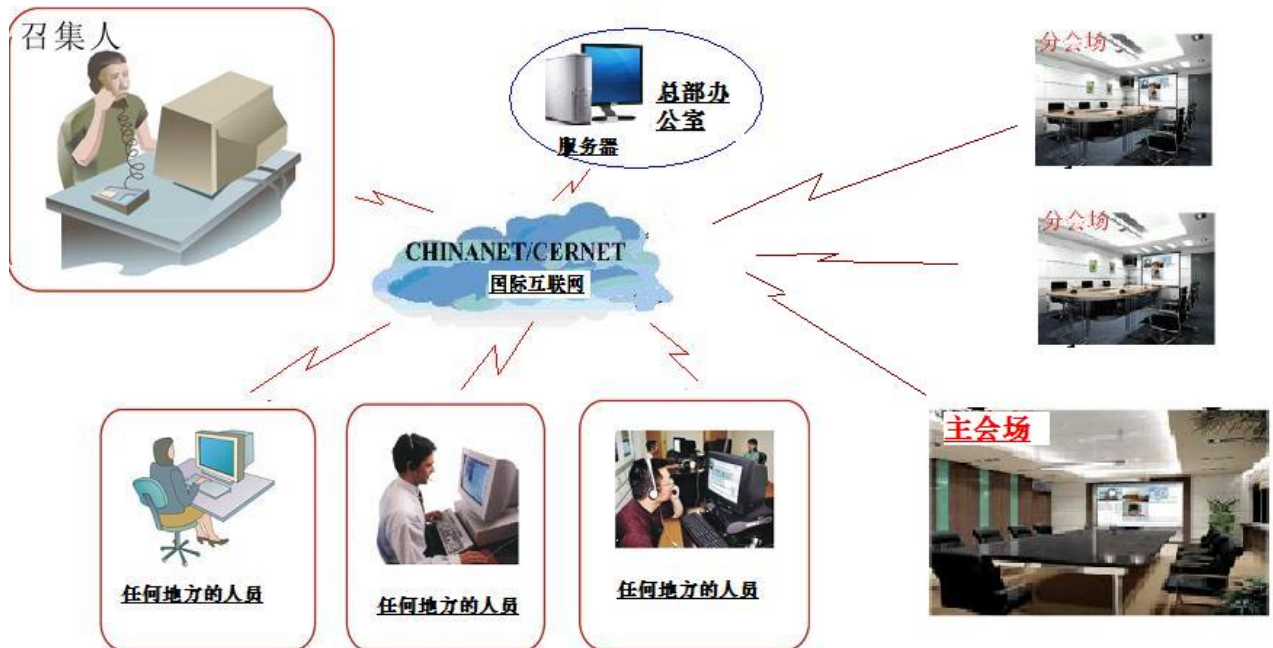 召集人
总部办
公室
服务器
分会场
分会场
CHINANET/CERNET
国际互联网
主会场
任何地方的人员
任何地方的人员
任何地方的人员